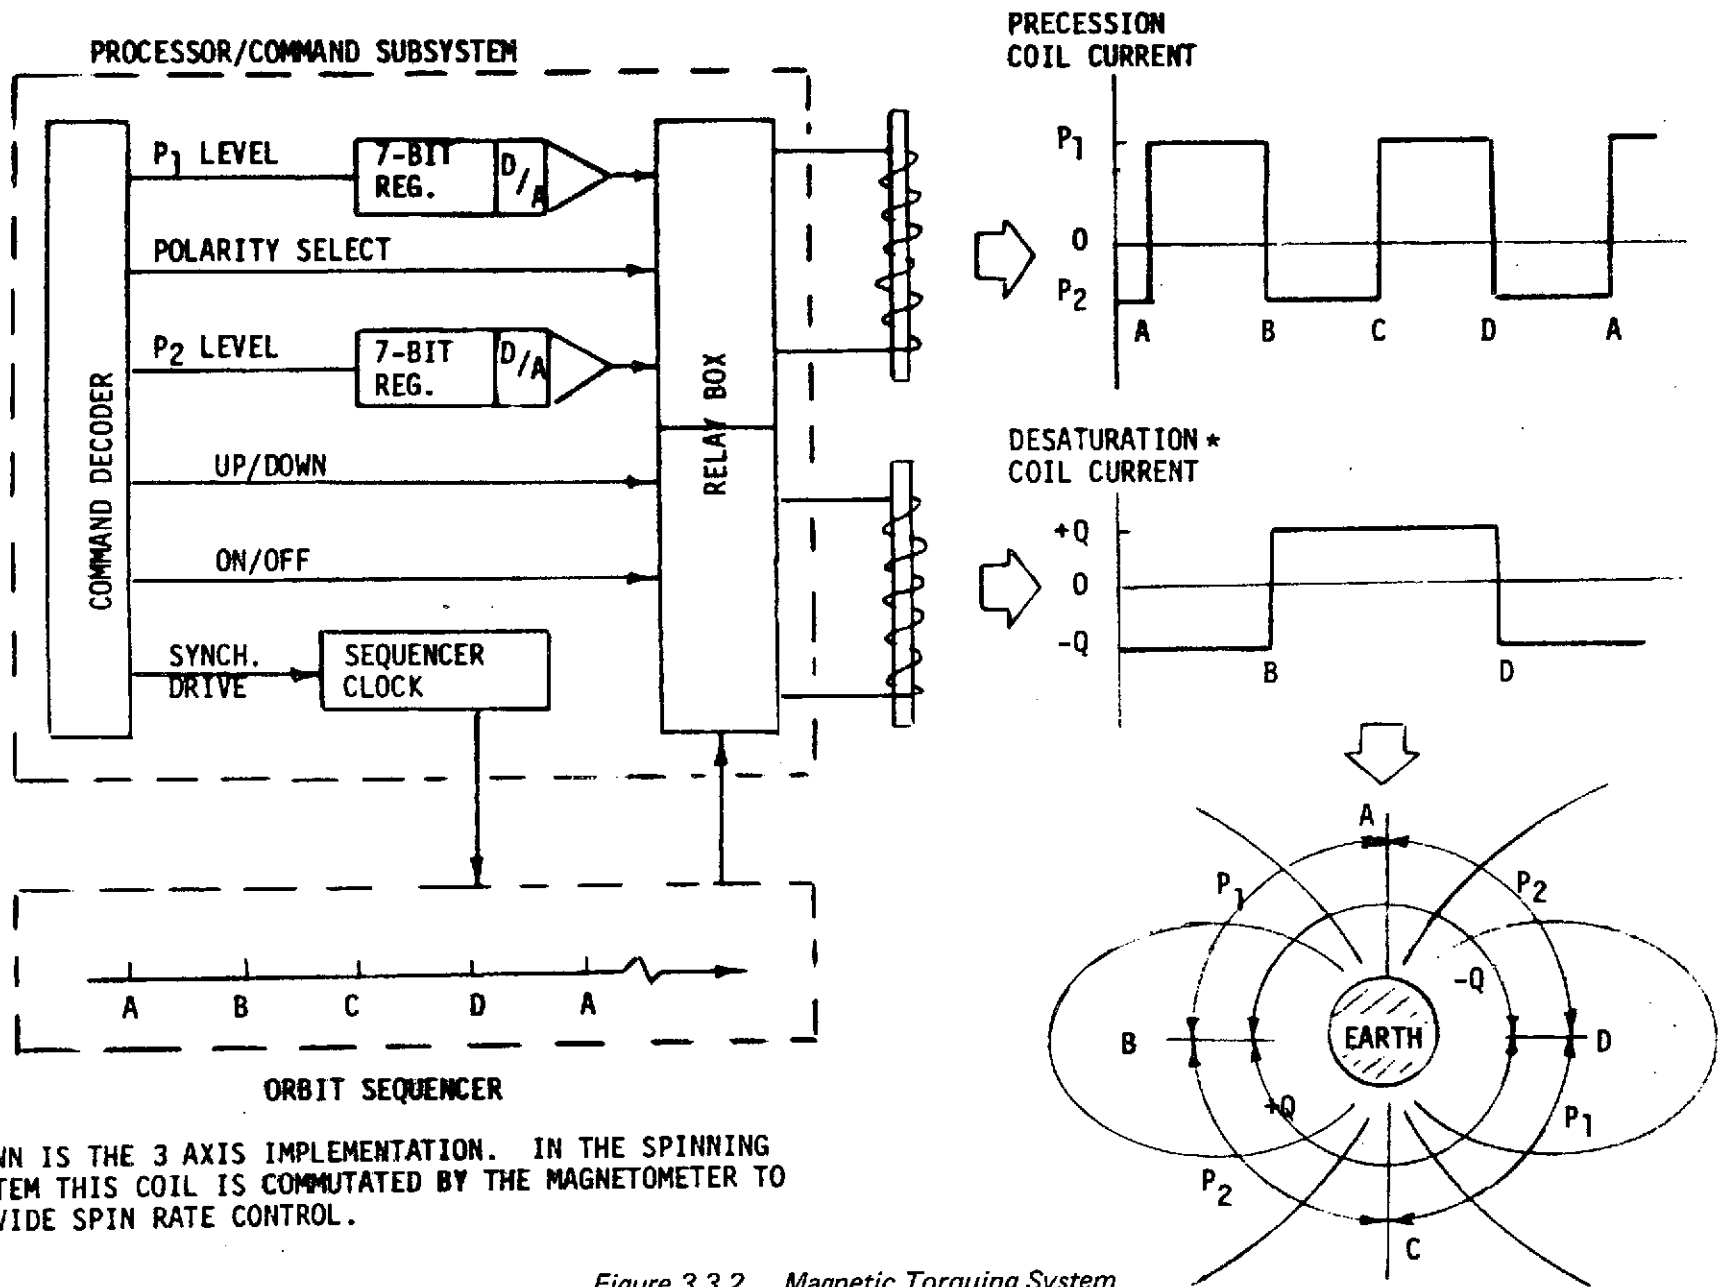 PROCESSOR/COMMAND SUBSYSTEM
COMMAND DECODER
P1 LEVEL
7-BIT
REG.
D/A
POLARITY SELECT
P2 LEVEL
7-BIT
REG.
D/A
UP/DOWN
ON/OFF
SYNCH.
DRIVE
SEQUENCER
CLOCK
RELAY BOX
A B C D A
ORBIT SEQUENCER
PRECESSION
COIL CURRENT
P1
0
P2
A B C D A
DESATURATION *
COIL CURRENT
+Q
0
-Q
B D
A
P1 P2
-Q
B EARTH D
+Q
P1
P2
C
IS THE 3 AXIS IMPLEMENTATION. IN THE SPINNING
THIS COIL IS COMMUTATED BY THE MAGNETOMETER TO
SPIN RATE CONTROL.
Figure 3.3.2 Magnetic Torquing System